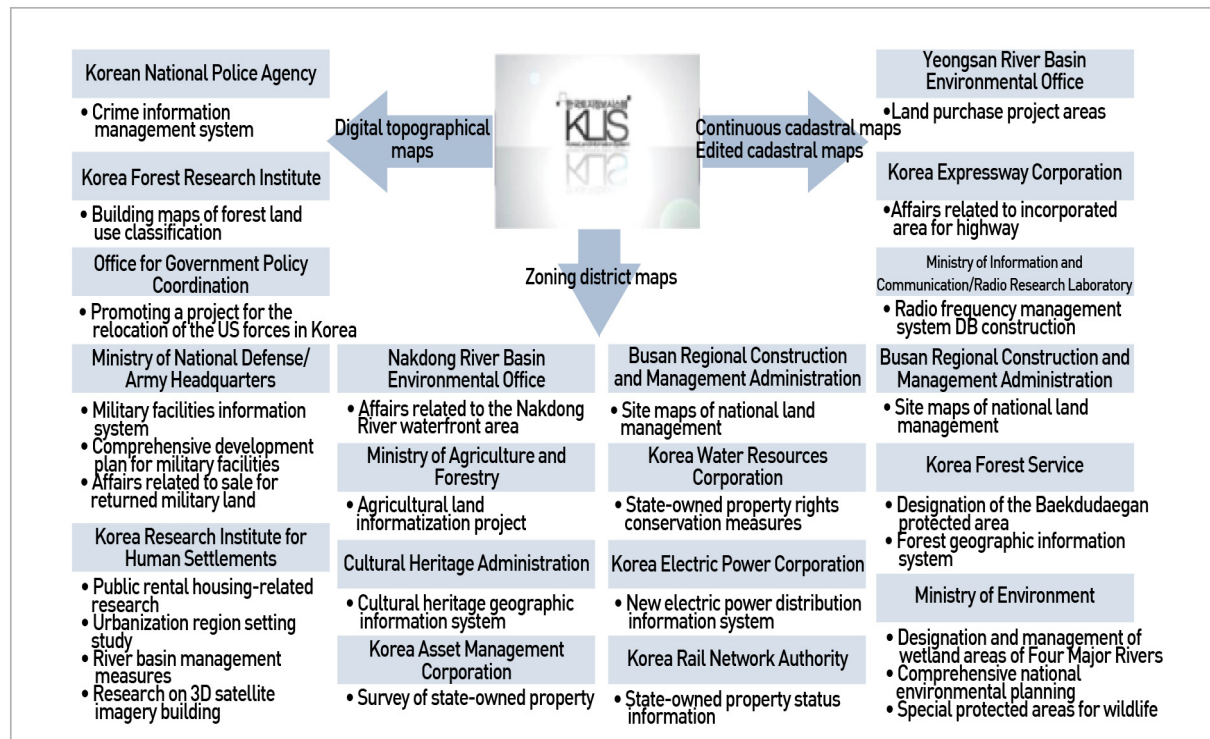 Korean National Police Agency
• Crime information
management system
Korea Forest Research Institute
• Building maps of forest land
use classification
Office for Government Policy
Coordination
• Promoting a project for the
relocation of the US forces in Korea
Ministry of National Defense/
Army Headquarters
• Military facilities information
system
• Comprehensive development
plan for military facilities
• Affairs related to sale for
returned military land
Korea Research Institute for
Human Settlements
• Public rental housing-related
research
• Urbanization region setting
study
• River basin management
measures
• Research on 3D satellite
imagery building
Digital topographical
maps
한국토지정보시스템
KLIS
Continuous cadastral maps
Edited cadastral maps
Zoning district maps
Nakdong River Basin
Environmental Office
• Affairs related to the Nakdong
River waterfront area
Ministry of Agriculture and
Forestry
• Agricultural land
informatization project
Cultural Heritage Administration
• Cultural heritage geographic
information system
Korea Asset Management
Corporation
• Survey of state-owned property
Busan Regional Construction
and Management Administration
• Site maps of national land
management
Korea Water Resources
Corporation
• State-owned property rights
conservation measures
Korea Electric Power Corporation
• New electric power distribution
information system
Korea Rail Network Authority
• State-owned property status
information
Yeongsan River Basin
Environmental Office
• Land purchase project areas
Korea Expressway Corporation
• Affairs related to incorporated
area for highway
Ministry of Information and
Communication/Radio Research Laboratory
• Radio frequency management
system DB construction
Busan Regional Construction and
Management Administration
• Site maps of national land
management
Korea Forest Service
• Designation of the Baekdudaegan
protected area
• Forest geographic information
system
Ministry of Environment
• Designation and management of
wetland areas of Four Major Rivers
• Comprehensive national
environmental planning
• Special protected areas for wildlife